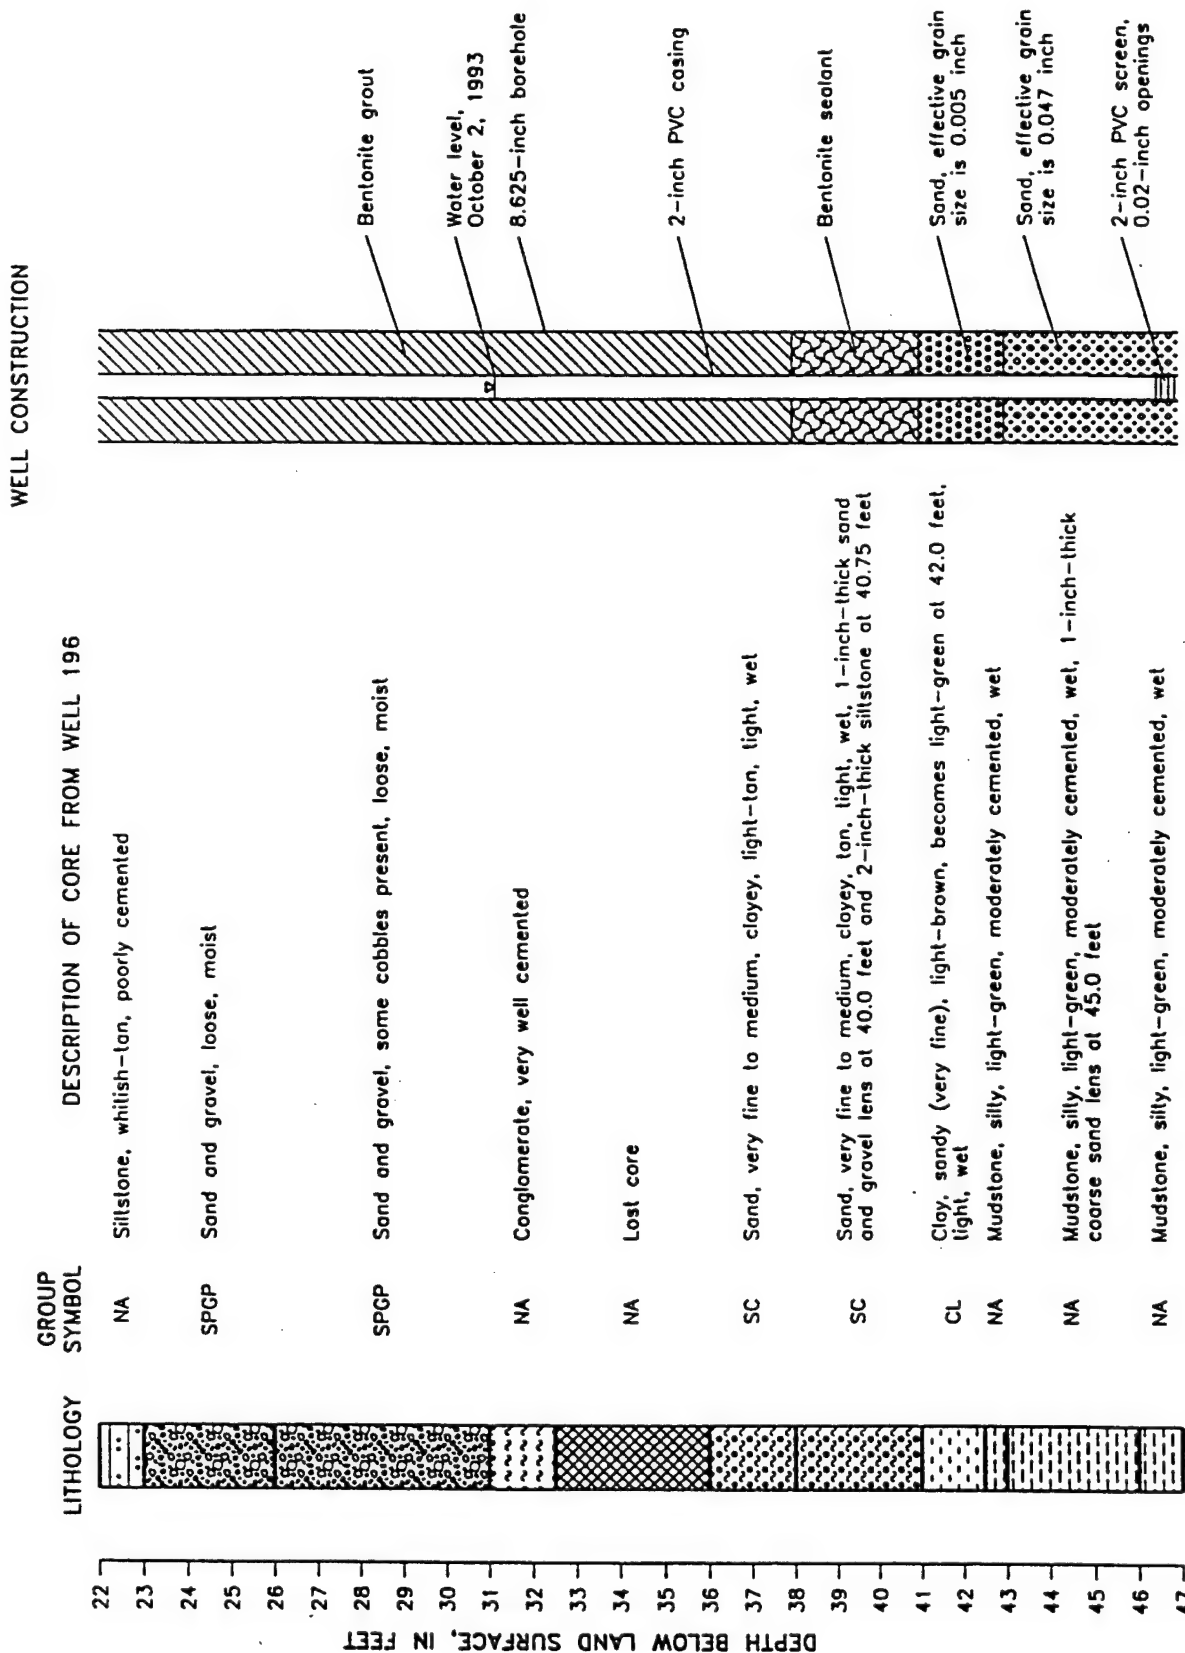 WELL CONSTRUCTION
DESCRIPTION OF CORE FROM WELL 196
GROUP
SYMBOL
LITHOLOGY
DEPTH BELOW LAND SURFACE, IN FEET
22
23
24
25
26
27
28
29
30
31
32
33
34
35
36
37
38
39
40
41
42
43
44
45
46
47
NA
Siltstone, whitish-tan, poorly cemented
SPGP
Sand and gravel, loose, moist
SPGP
Sand and gravel, some cobbles present, loose, moist
NA
Conglomerate, very well cemented
NA
Lost core
SC
Sand, very fine to medium, clayey, light-tan, tight, wet
SC
Sand, very fine to medium, clayey, tan, tight, wet, 1-inch-thick sand
and gravel lens at 40.0 feet and 2-inch-thick siltstone at 40.75 feet
CL
Clay, sandy (very fine), light-brown, becomes light-green at 42.0 feet,
tight, wet
NA
Mudstone, silty, light-green, moderately cemented, wet
NA
Mudstone, silty, light-green, moderately cemented, wet, 1-inch-thick
coarse sand lens at 45.0 feet
NA
Mudstone, silty, light-green, moderately cemented, wet
Bentonite grout
Water level,
October 2, 1993
8.625-inch borehole
2-inch PVC casing
Bentonite sealant
Sand, effective grain
size is 0.005 inch
Sand, effective grain
size is 0.047 inch
2-inch PVC screen,
0.02-inch openings